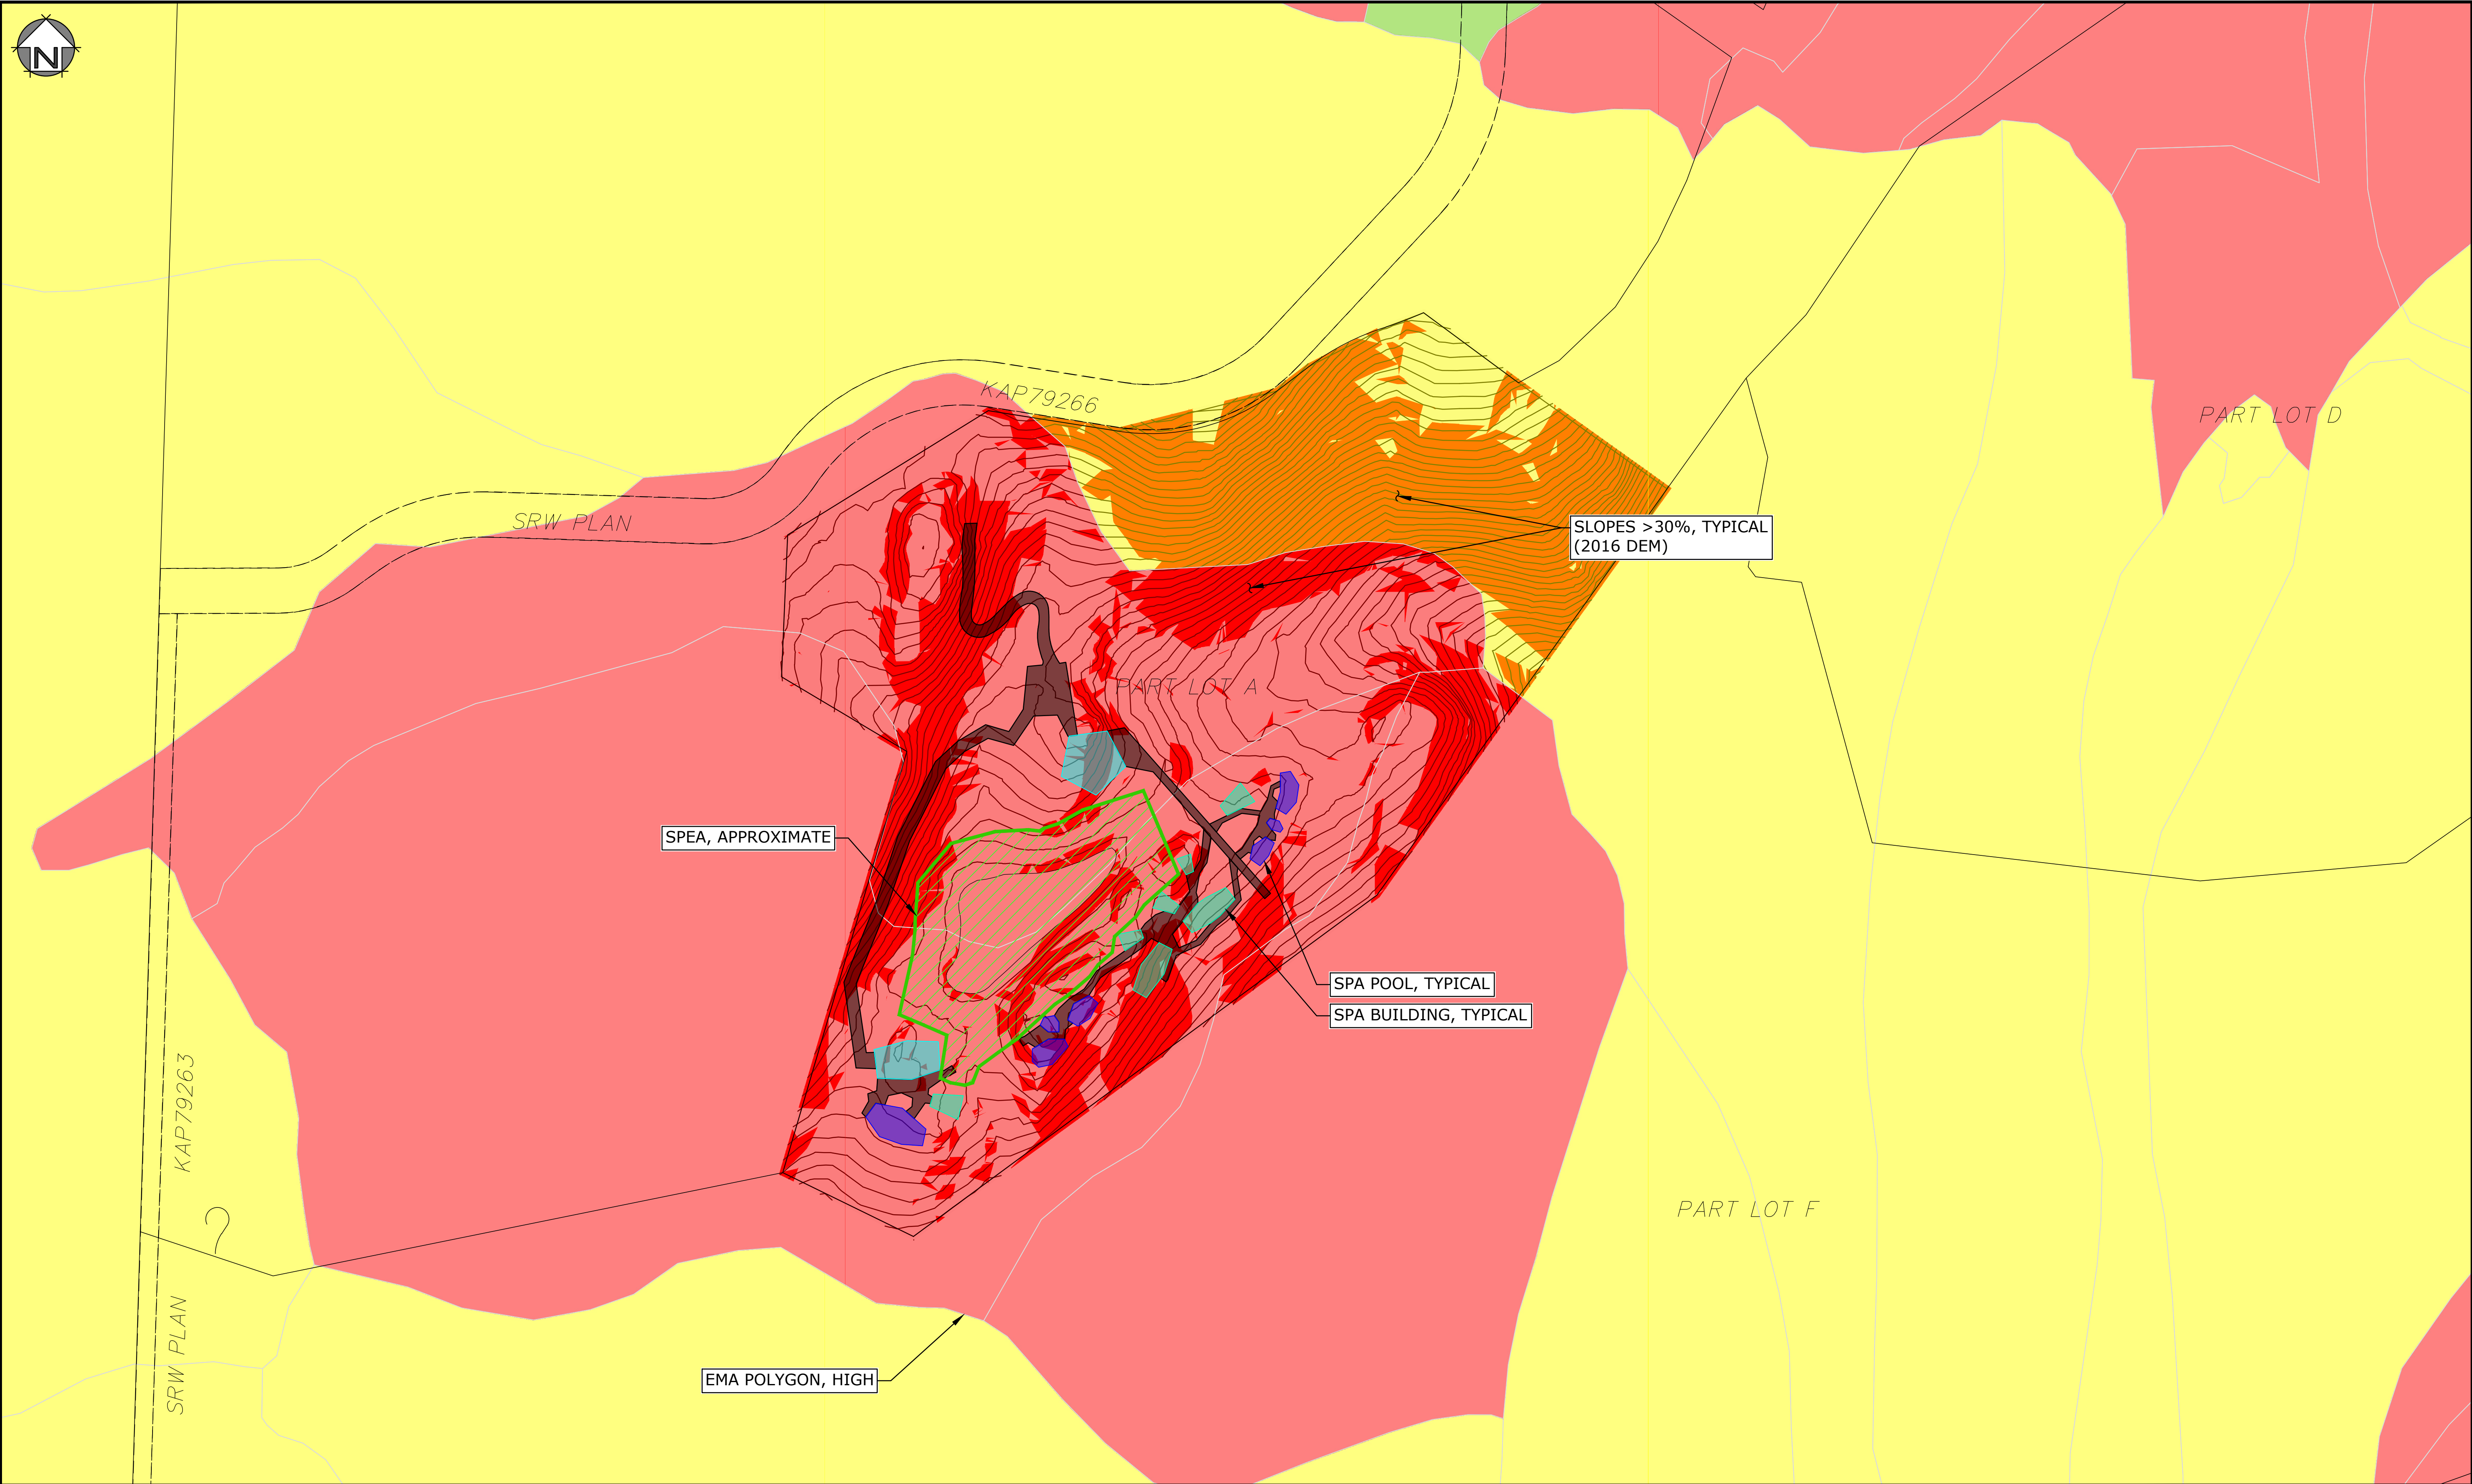 N
KAP79266
PART LOT D
SRW PLAN
SLOPES >30%, TYPICAL
(2016 DEM)
PART LOT A
SPEA, APPROXIMATE
SPA POOL, TYPICAL
SPA BUILDING, TYPICAL
KAP79263
PART LOT F
SRW PLAN
EMA POLYGON, HIGH